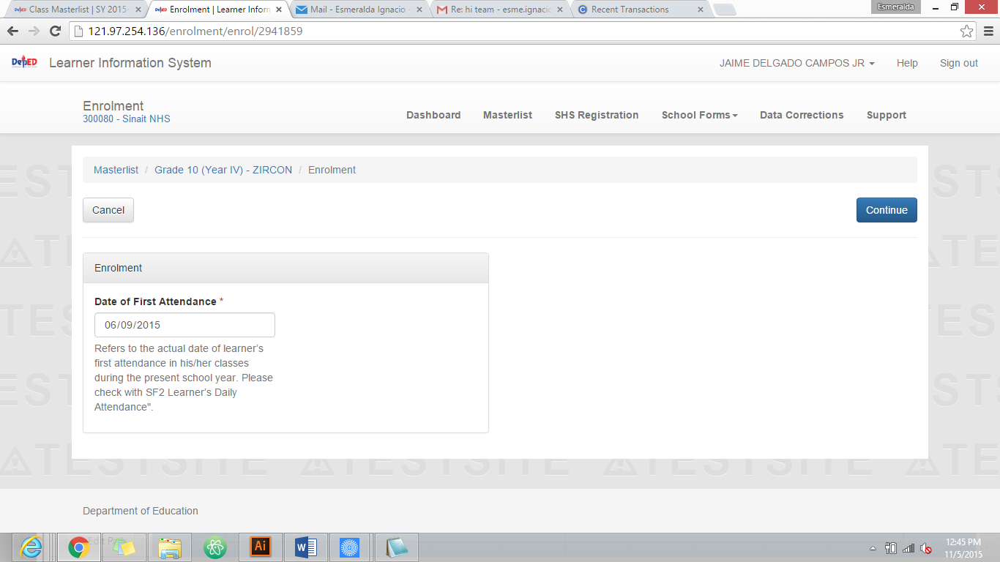 Class Masterlist | SY 2015-
Enrolment | Learner Inform
Mail - Esmeralda Ignacio -
Re: hi team - esme.ignacio
Recent Transactions
Esmeralda
121.97.254.136/enrolment/enrol/2941859
DepED Learner Information System
JAIME DELGADO CAMPOS JR
Help
Sign out
Enrolment
300080 - Sinait NHS
Dashboard
Masterlist
SHS Registration
School Forms
Data Corrections
Support
Masterlist / Grade 10 (Year IV) - ZIRCON / Enrolment
Cancel
Continue
Enrolment
Date of First Attendance *
06/09/2015
Refers to the actual date of learner's
first attendance in his/her classes
during the present school year. Please
check with SF2 Learner's Daily
Attendance".
TESTSITE TESTSITE TESTSITE TE
Department of Education
Ai
12:45 PM
11/5/2015